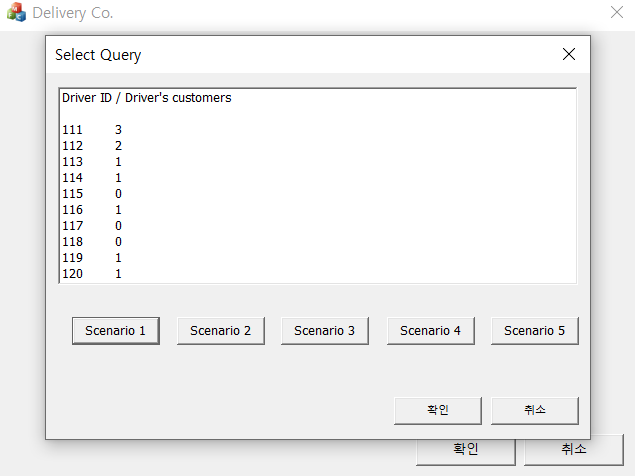 Delivery Co.
Select Query
Driver ID / Driver's customers
111 3
112 2
113 1
114 1
115 0
116 1
117 0
118 0
119 1
120 1
Scenario 1 Scenario 2 Scenario 3 Scenario 4 Scenario 5
확인 취소
확인 취소